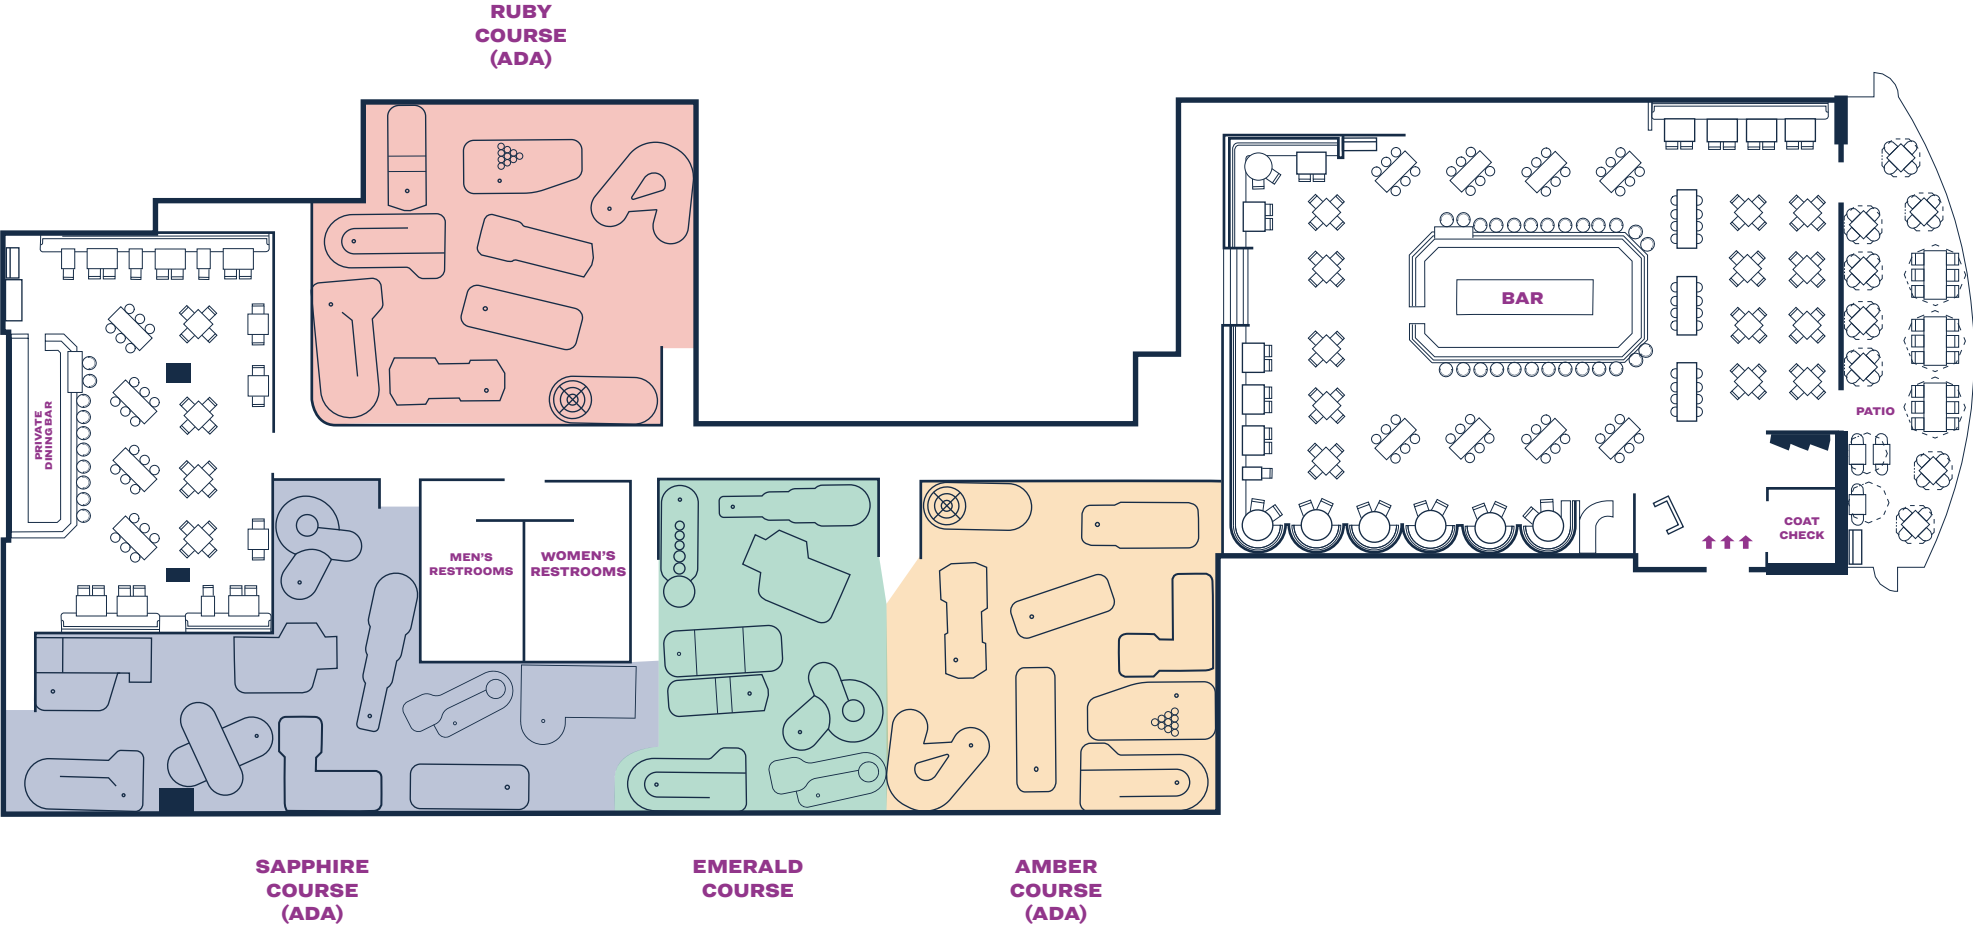 RUBY
COURSE
(ADA)
BAR
PRIVATE
DINING BAR
PATIO
COAT
CHECK
MEN'S
RESTROOMS
WOMEN'S
RESTROOMS
SAPPHIRE
COURSE
(ADA)
EMERALD
COURSE
AMBER
COURSE
(ADA)